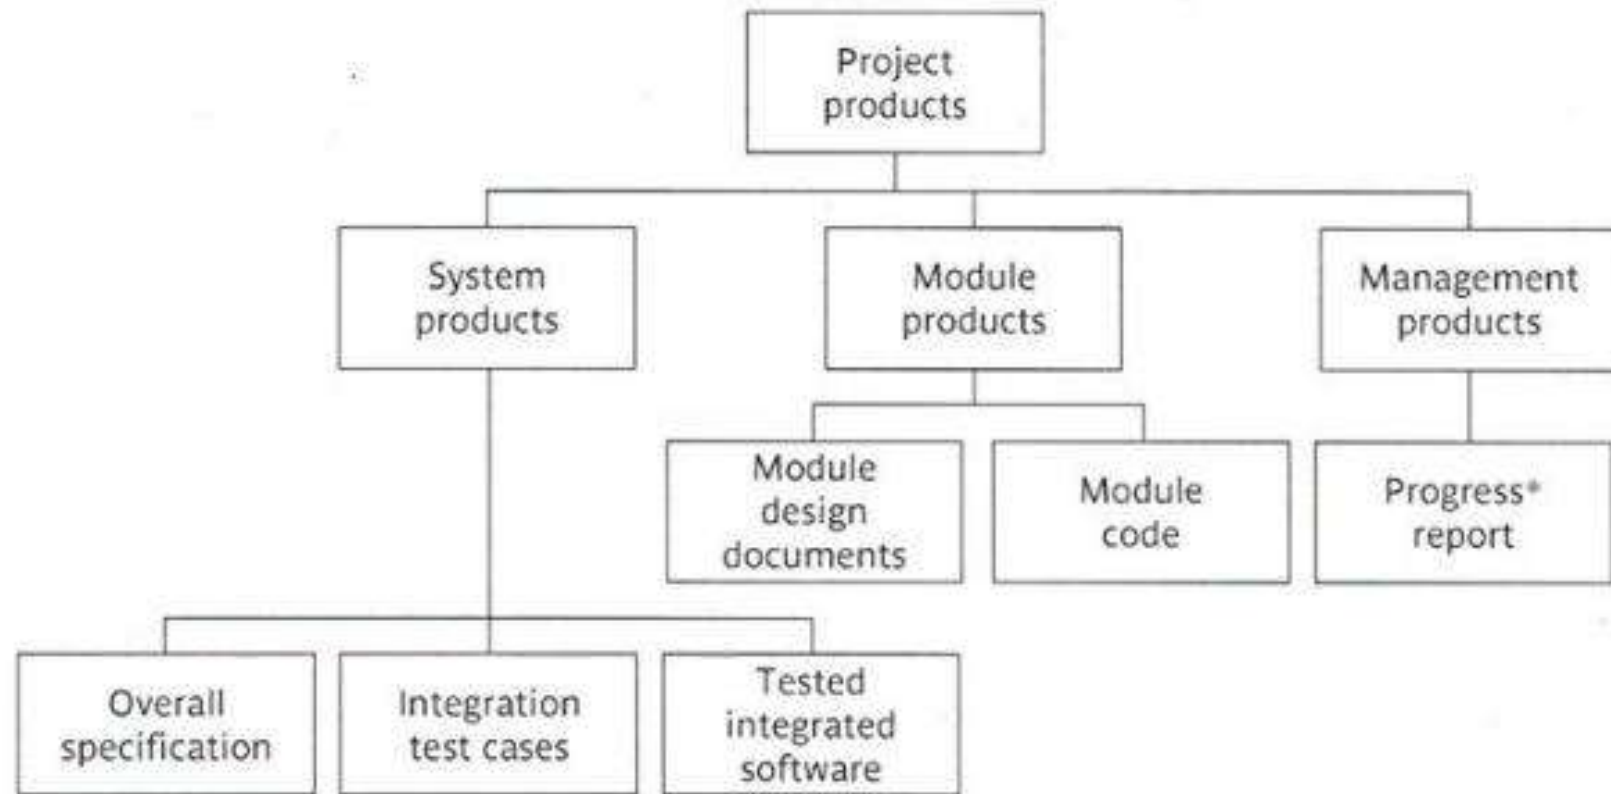 Project
products
System
products
Module
products
Management
products
Module
design
documents
Module
code
Progress*
report
Overall
specification
Integration
test cases
Tested
integrated
software